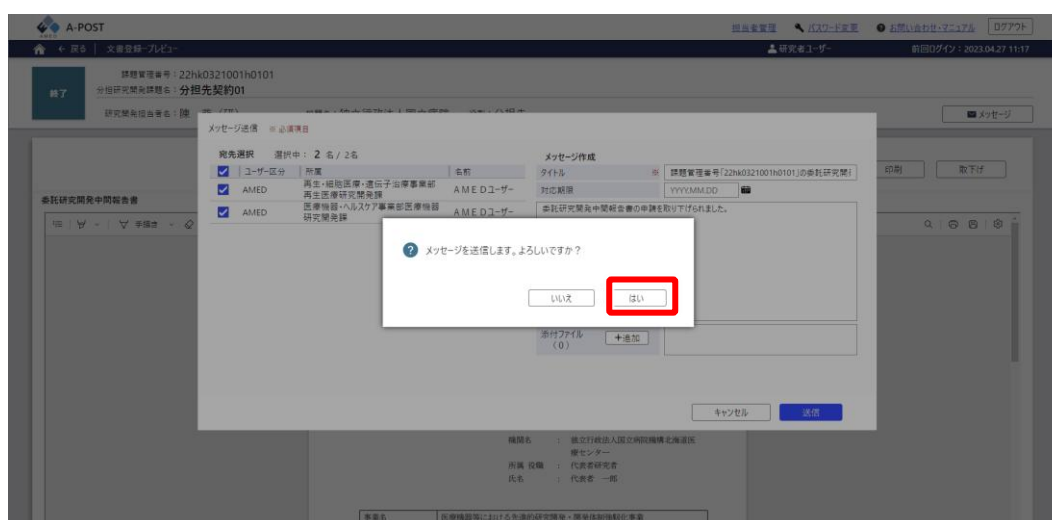 AMED A-POST
担当者管理 パスワード変更 お問い合わせ・マニュアル ログアウト
← 戻る 文書登録-プレビュー 研究者ユーザー 前回ログイン：2023.04.27 11:17
終了
課題管理番号：22hk0321001h0101
分担研究開発課題名：分担先契約01
研究開発担当者名：陳
メッセージ
メッセージ送信 ※ 必須項目
宛先選択 選択中： 2 名 / 2名
ユーザー区分 所属 名前
AMED 再生・細胞医療・遺伝子治療事業部再生医療研究開発課 AMEDユーザー
AMED 医療機器・ヘルスケア事業部医療機器研究開発課 AMEDユーザー
メッセージ作成
タイトル ※ 課題管理番号「22hk0321001h0101」の委託研究開
対応期限 YYYY.MM.DD
委託研究開発中間報告書の申請を取り下げられました。
印刷 取下げ
委託研究開発中間報告書
手描き
メッセージを送信します。よろしいですか？
いいえ はい
添付ファイル
（0）
＋追加
キャンセル 送信
機関名 ： 独立行政法人国立病院機構北海道医
療センター
所属 役職 ： 代表者研究者
氏名 ： 代表者 一郎
事業名 医療機器等における先進的研究開発・開発体制強靭化事業